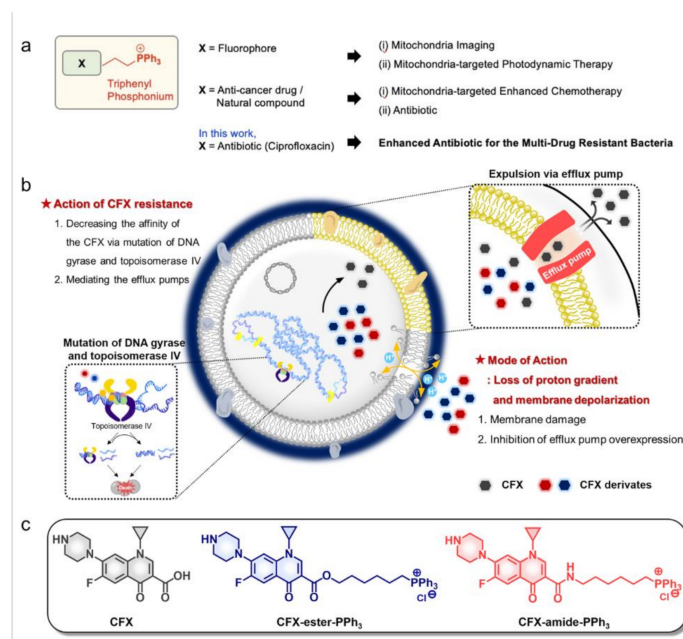 a
X
PPh3
⊕
Triphenyl
Phosphonium
X = Fluorophore
(i) Mitochondria Imaging
(ii) Mitochondria-targeted Photodynamic Therapy
X = Anti-cancer drug /
Natural compound
(i) Mitochondria-targeted Enhanced Chemotherapy
(ii) Antibiotic
In this work,
X = Antibiotic (Ciprofloxacin)
Enhanced Antibiotic for the Multi-Drug Resistant Bacteria
b
★ Action of CFX resistance
1. Decreasing the affinity of
the CFX via mutation of DNA
gyrase and topoisomerase IV
2. Mediating the efflux pumps
Expulsion via efflux pump
Efflux pump
Mutation of DNA gyrase
and topoisomerase IV
Topoisomerase IV
Death
H+
H+
H+
H+
★ Mode of Action
: Loss of proton gradient
and membrane depolarization
1. Membrane damage
2. Inhibition of efflux pump overexpression
CFX
CFX derivates
c
HN
N
N
F
O
O
OH
CFX
HN
N
N
F
O
O
O
⊕
PPh3
Cl⊖
CFX-ester-PPh3
HN
N
N
F
O
O
H
N
⊕
PPh3
Cl⊖
CFX-amide-PPh3